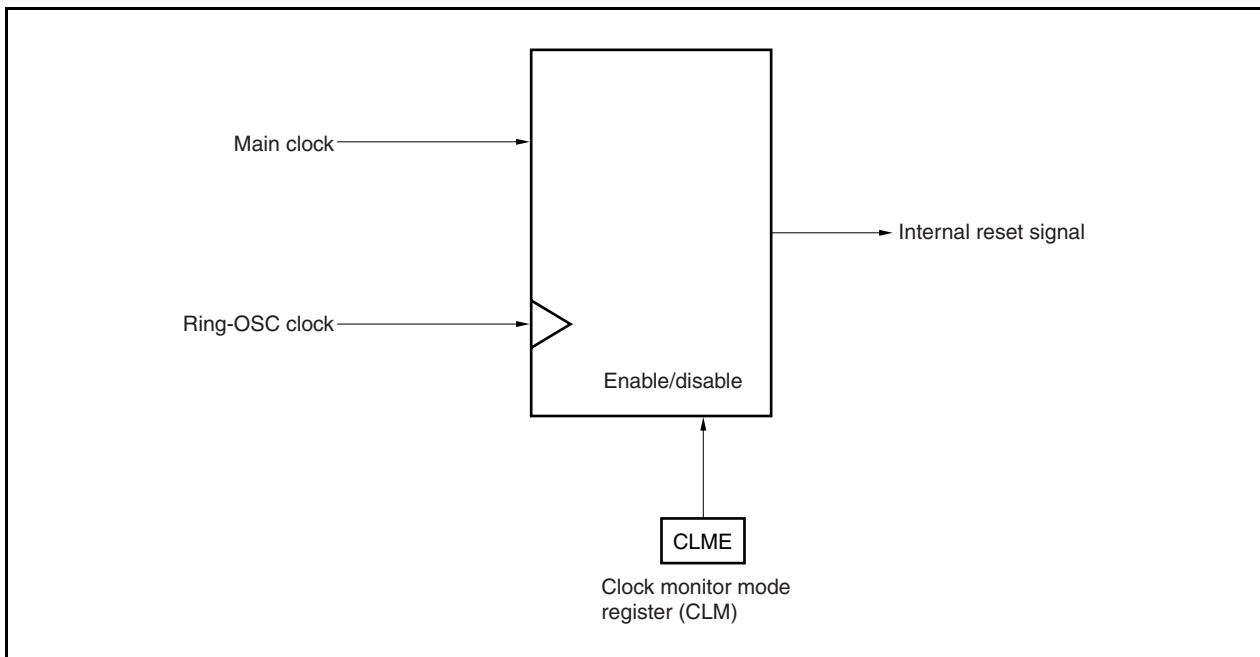 Main clock
Internal reset signal
Ring-OSC clock
Enable/disable
CLME
Clock monitor mode
register (CLM)